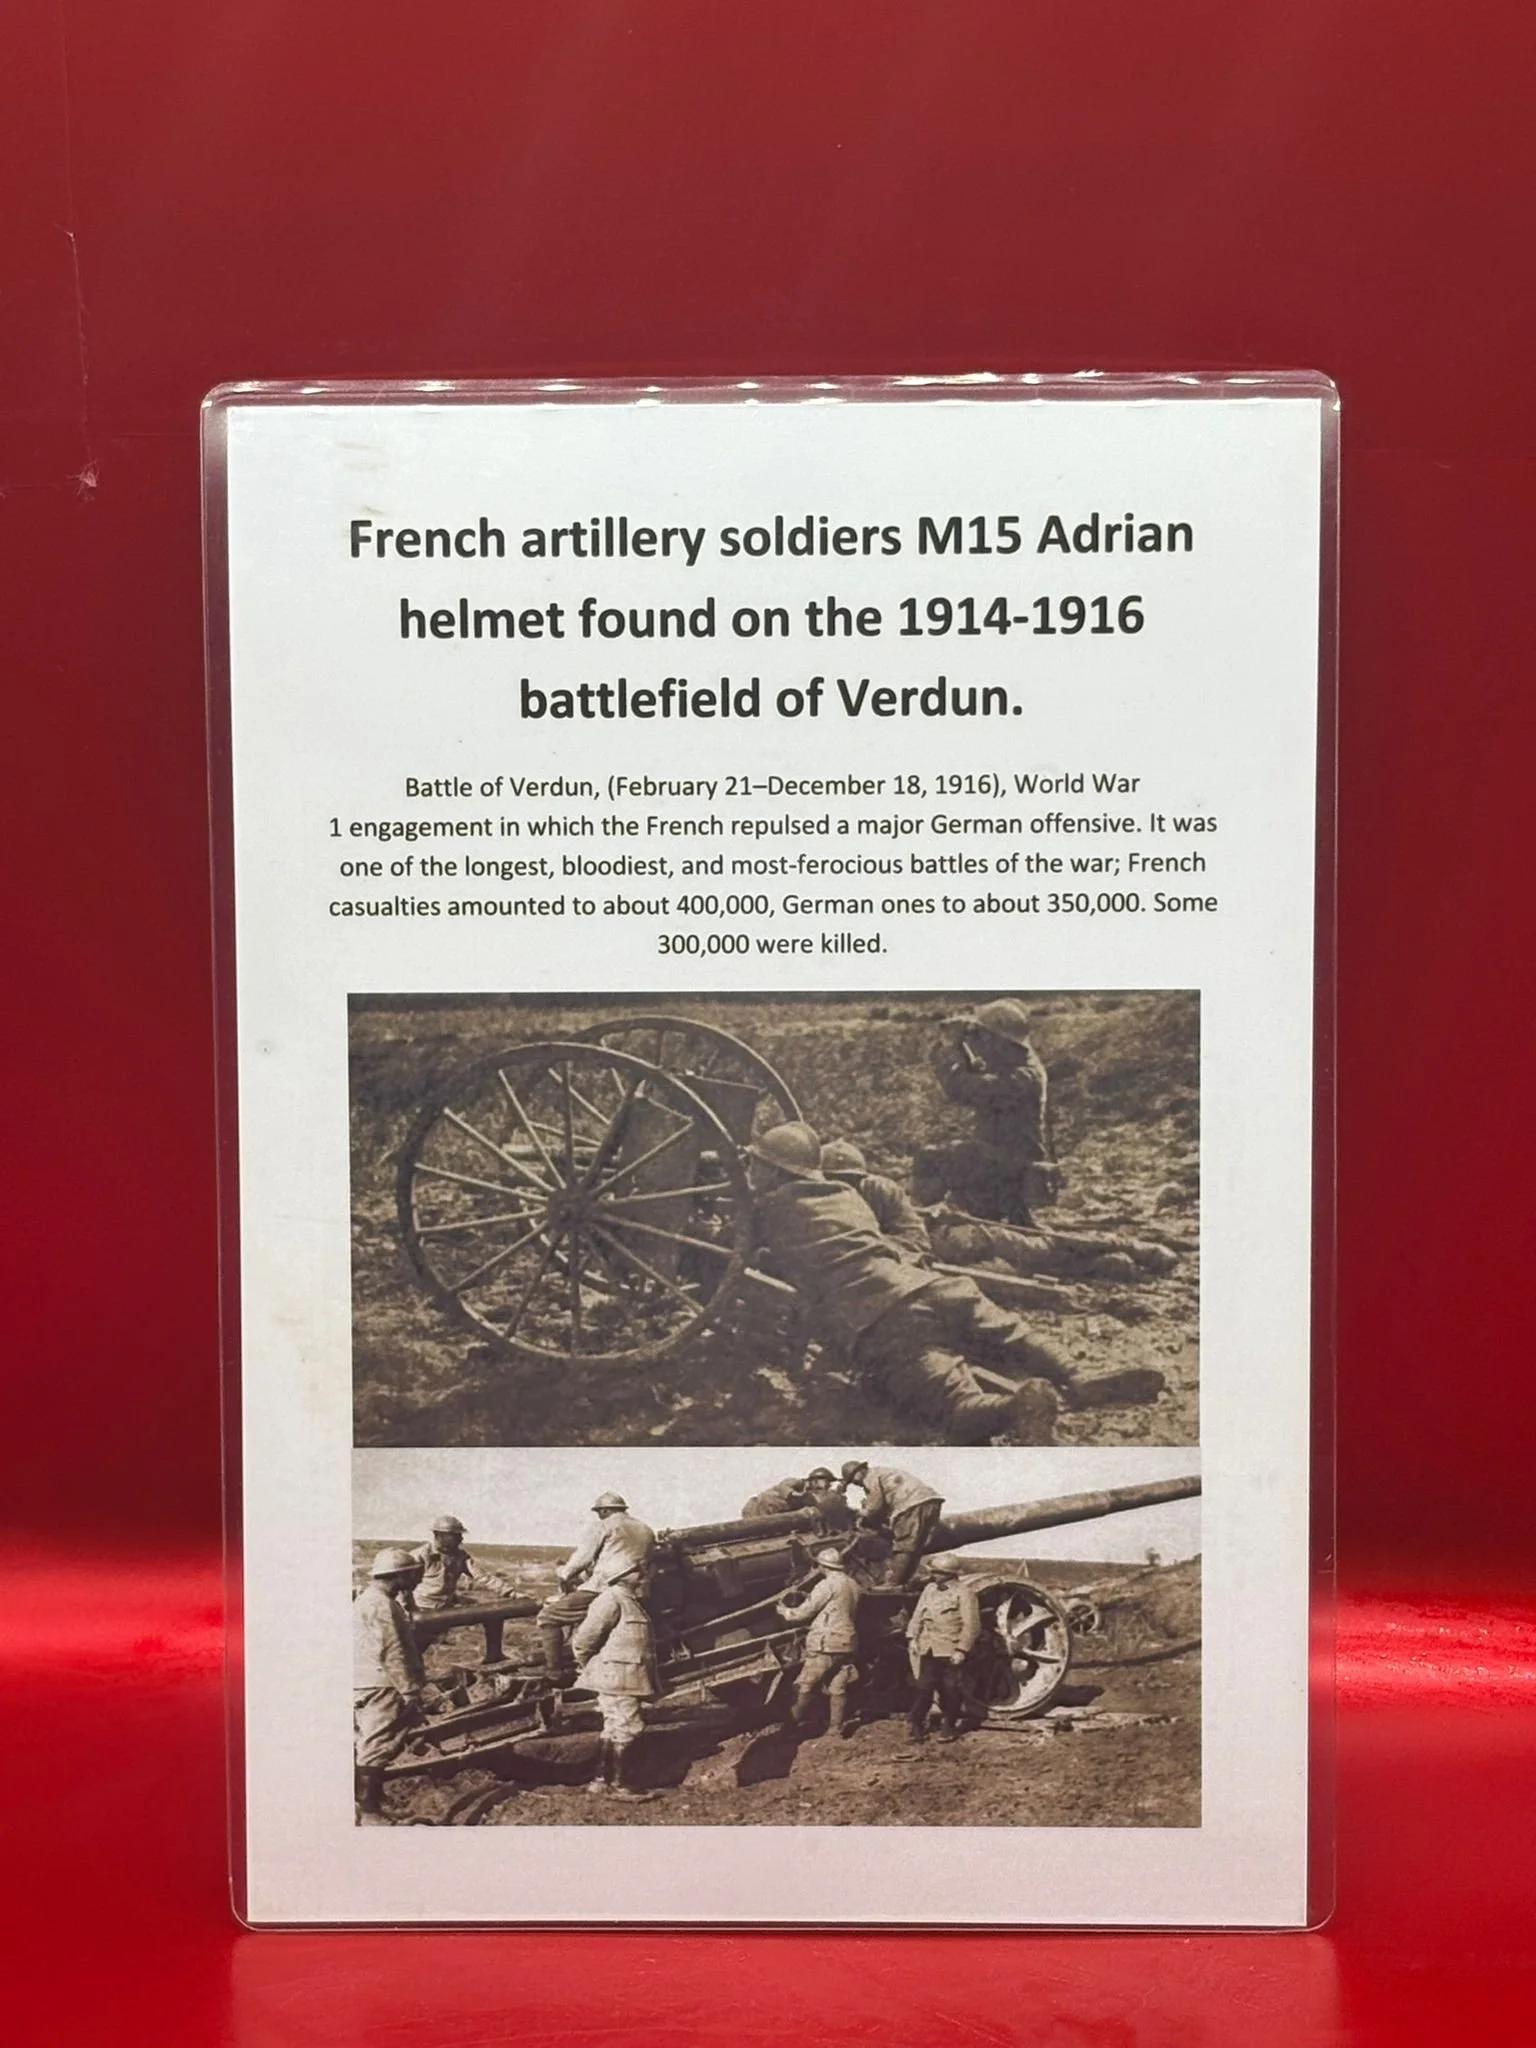 French artillery soldiers M15 Adrian
helmet found on the 1914-1916
battlefield of Verdun.
Battle of Verdun, (February 21–December 18, 1916), World War
1 engagement in which the French repulsed a major German offensive. It was
one of the longest, bloodiest, and most-ferocious battles of the war; French
casualties amounted to about 400,000, German ones to about 350,000. Some
300,000 were killed.